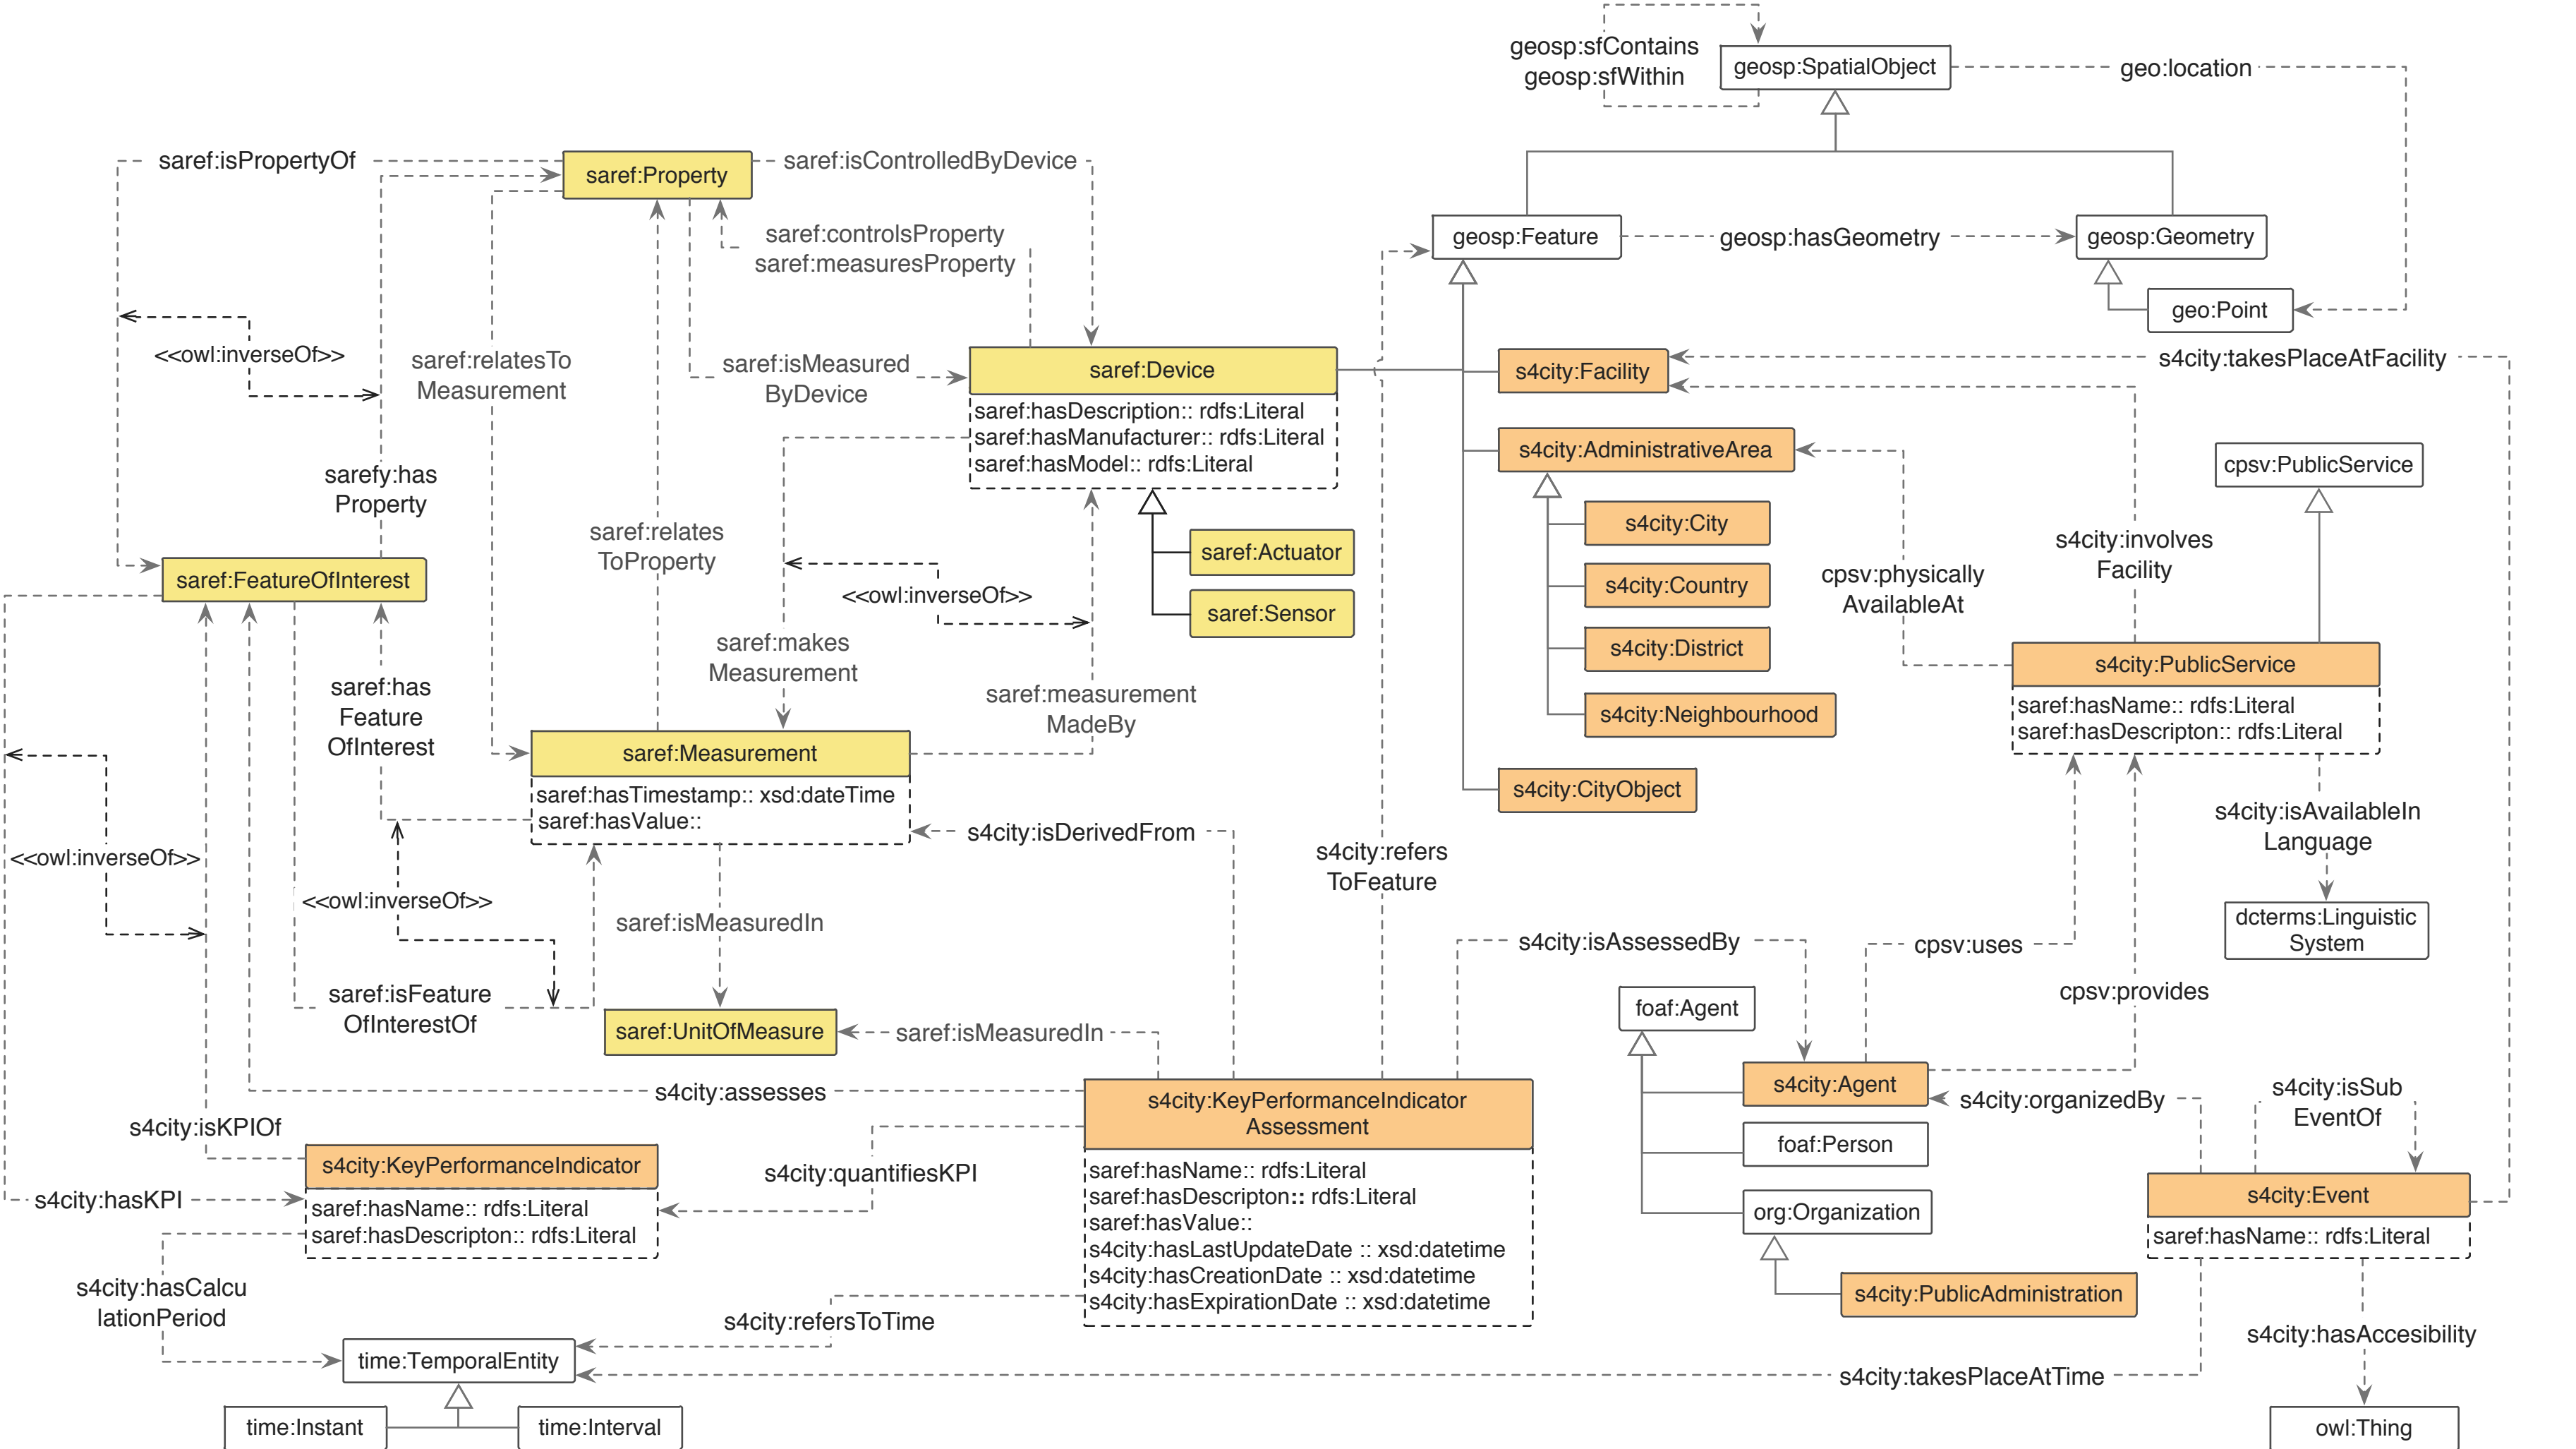 geosp:sfContains
geosp:sfWithin
geosp:SpatialObject
geo:location
saref:isPropertyOf
saref:Property
saref:isControlledByDevice
saref:controlsProperty
saref:measuresProperty
geosp:Feature
geosp:hasGeometry
geosp:Geometry
geo:Point
<<owl:inverseOf>>
saref:relatesTo
Measurement
saref:isMeasured
ByDevice
saref:Device
saref:hasDescription:: rdfs:Literal
saref:hasManufacturer:: rdfs:Literal
saref:hasModel:: rdfs:Literal
s4city:Facility
s4city:takesPlaceAtFacility
s4city:AdministrativeArea
cpsv:PublicService
sarefy:has
Property
saref:relates
ToProperty
saref:Actuator
saref:Sensor
s4city:City
s4city:Country
s4city:District
s4city:Neighbourhood
cpsv:physically
AvailableAt
s4city:involves
Facility
saref:FeatureOfInterest
<<owl:inverseOf>>
saref:makes
Measurement
saref:measurement
MadeBy
s4city:PublicService
saref:hasName:: rdfs:Literal
saref:hasDescripton:: rdfs:Literal
saref:has
Feature
OfInterest
saref:Measurement
saref:hasTimestamp:: xsd:dateTime
saref:hasValue::
s4city:CityObject
s4city:isDerivedFrom
s4city:refers
ToFeature
s4city:isAvailableIn
Language
<<owl:inverseOf>>
<<owl:inverseOf>>
saref:isMeasuredIn
s4city:isAssessedBy
cpsv:uses
dcterms:Linguistic
System
saref:isFeature
OfInterestOf
saref:UnitOfMeasure
saref:isMeasuredIn
foaf:Agent
cpsv:provides
s4city:assesses
s4city:KeyPerformanceIndicator
Assessment
saref:hasName:: rdfs:Literal
saref:hasDescripton:: rdfs:Literal
saref:hasValue::
s4city:hasLastUpdateDate :: xsd:datetime
s4city:hasCreationDate :: xsd:datetime
s4city:hasExpirationDate :: xsd:datetime
s4city:Agent
s4city:organizedBy
s4city:isSub
EventOf
s4city:isKPIOf
s4city:KeyPerformanceIndicator
saref:hasName:: rdfs:Literal
saref:hasDescripton:: rdfs:Literal
s4city:quantifiesKPI
foaf:Person
org:Organization
s4city:Event
saref:hasName:: rdfs:Literal
s4city:hasKPI
s4city:hasCalcu
lationPeriod
s4city:refersToTime
s4city:PublicAdministration
s4city:hasAccesibility
time:TemporalEntity
s4city:takesPlaceAtTime
time:Instant
time:Interval
owl:Thing